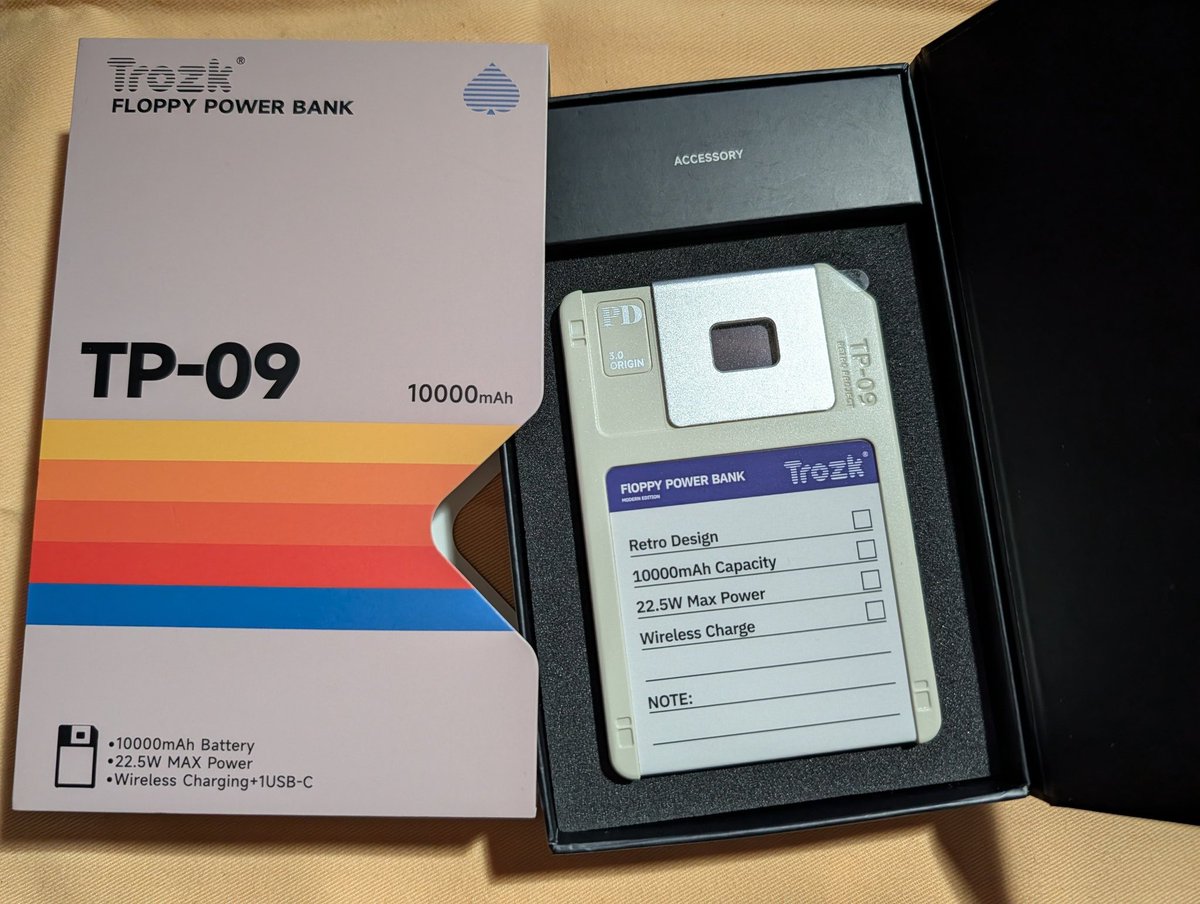 Trozk®
FLOPPY POWER BANK
TP-09
10000mAh
•10000mAh Battery
•22.5W MAX Power
•Wireless Charging+1USB-C
ACCESSORY
PD
3.0
ORIGIN
TP-09
FLOPPY POWER BANK
MODERN EDITION
Trozk®
Retro Design
10000mAh Capacity
22.5W Max Power
Wireless Charge
NOTE: